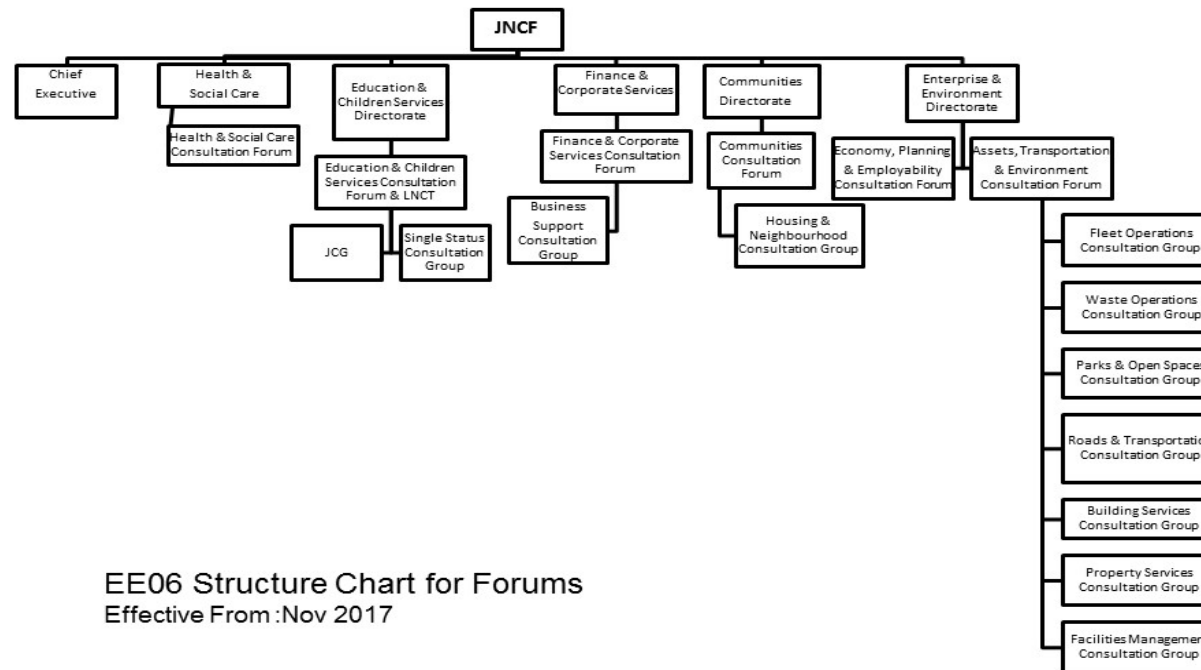 JNCF
Chief
Executive
Health &
Social Care
Health & Social Care
Consultation Forum
Education &
Children Services
Directorate
Education & Children
Services Consultation
Forum & LNCT
JCG
Single Status
Consultation
Group
Finance &
Corporate Services
Finance & Corporate
Services Consultation
Forum
Business
Support
Consultation
Group
Communities
Directorate
Communities
Consultation
Forum
Housing &
Neighbourhood
Consultation Group
Enterprise &
Environment
Directorate
Economy, Planning
& Employability
Consultation Forum
Assets, Transportation
& Environment
Consultation Forum
Fleet Operations
Consultation Group
Waste Operations
Consultation Group
Parks & Open Spaces
Consultation Group
Roads & Transportatio
Consultation Group
Building Services
Consultation Group
Property Services
Consultation Group
Facilities Managemen
Consultation Group
EE06 Structure Chart for Forums
Effective From :Nov 2017